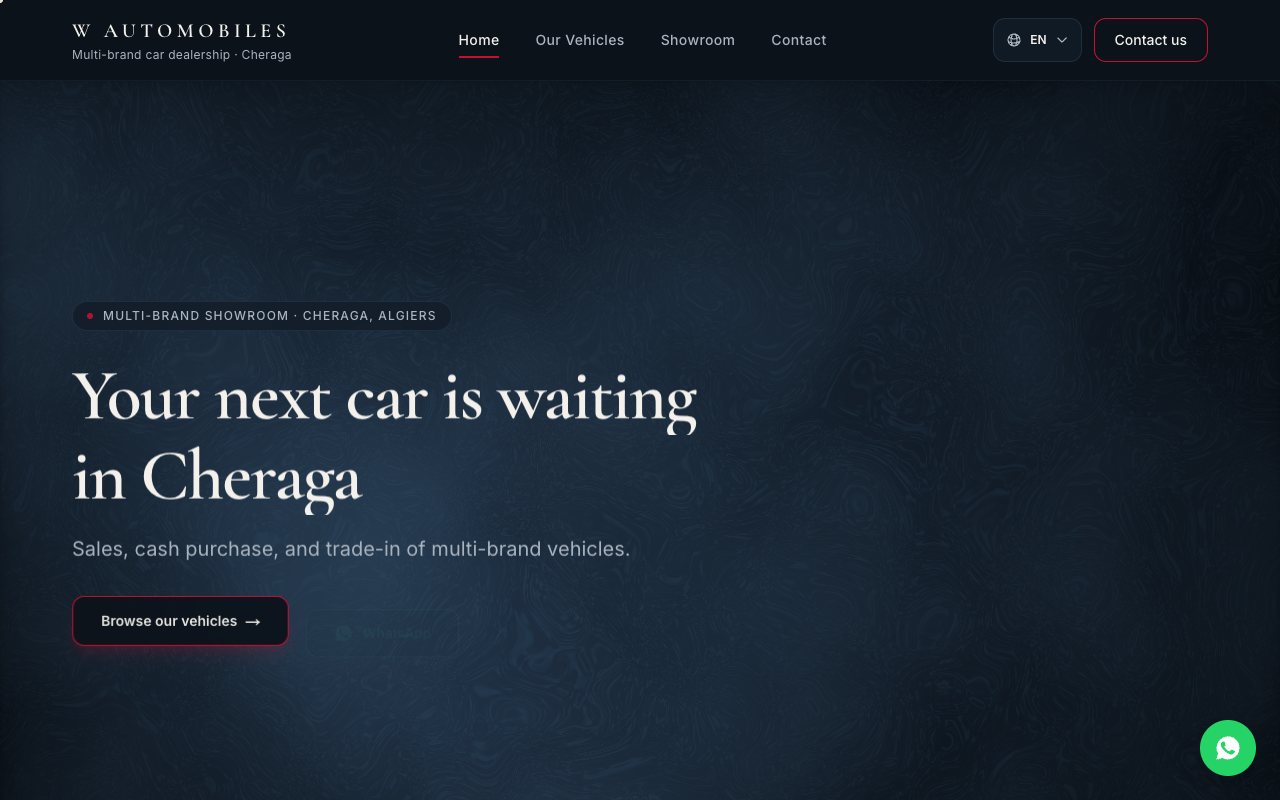 W AUTOMOBILES
Multi-brand car dealership · Cheraga
Home
Our Vehicles
Showroom
Contact
EN
Contact us
MULTI-BRAND SHOWROOM · CHERAGA, ALGIERS
Your next car is waiting
in Cheraga
Sales, cash purchase, and trade-in of multi-brand vehicles.
Browse our vehicles →
WhatsApp